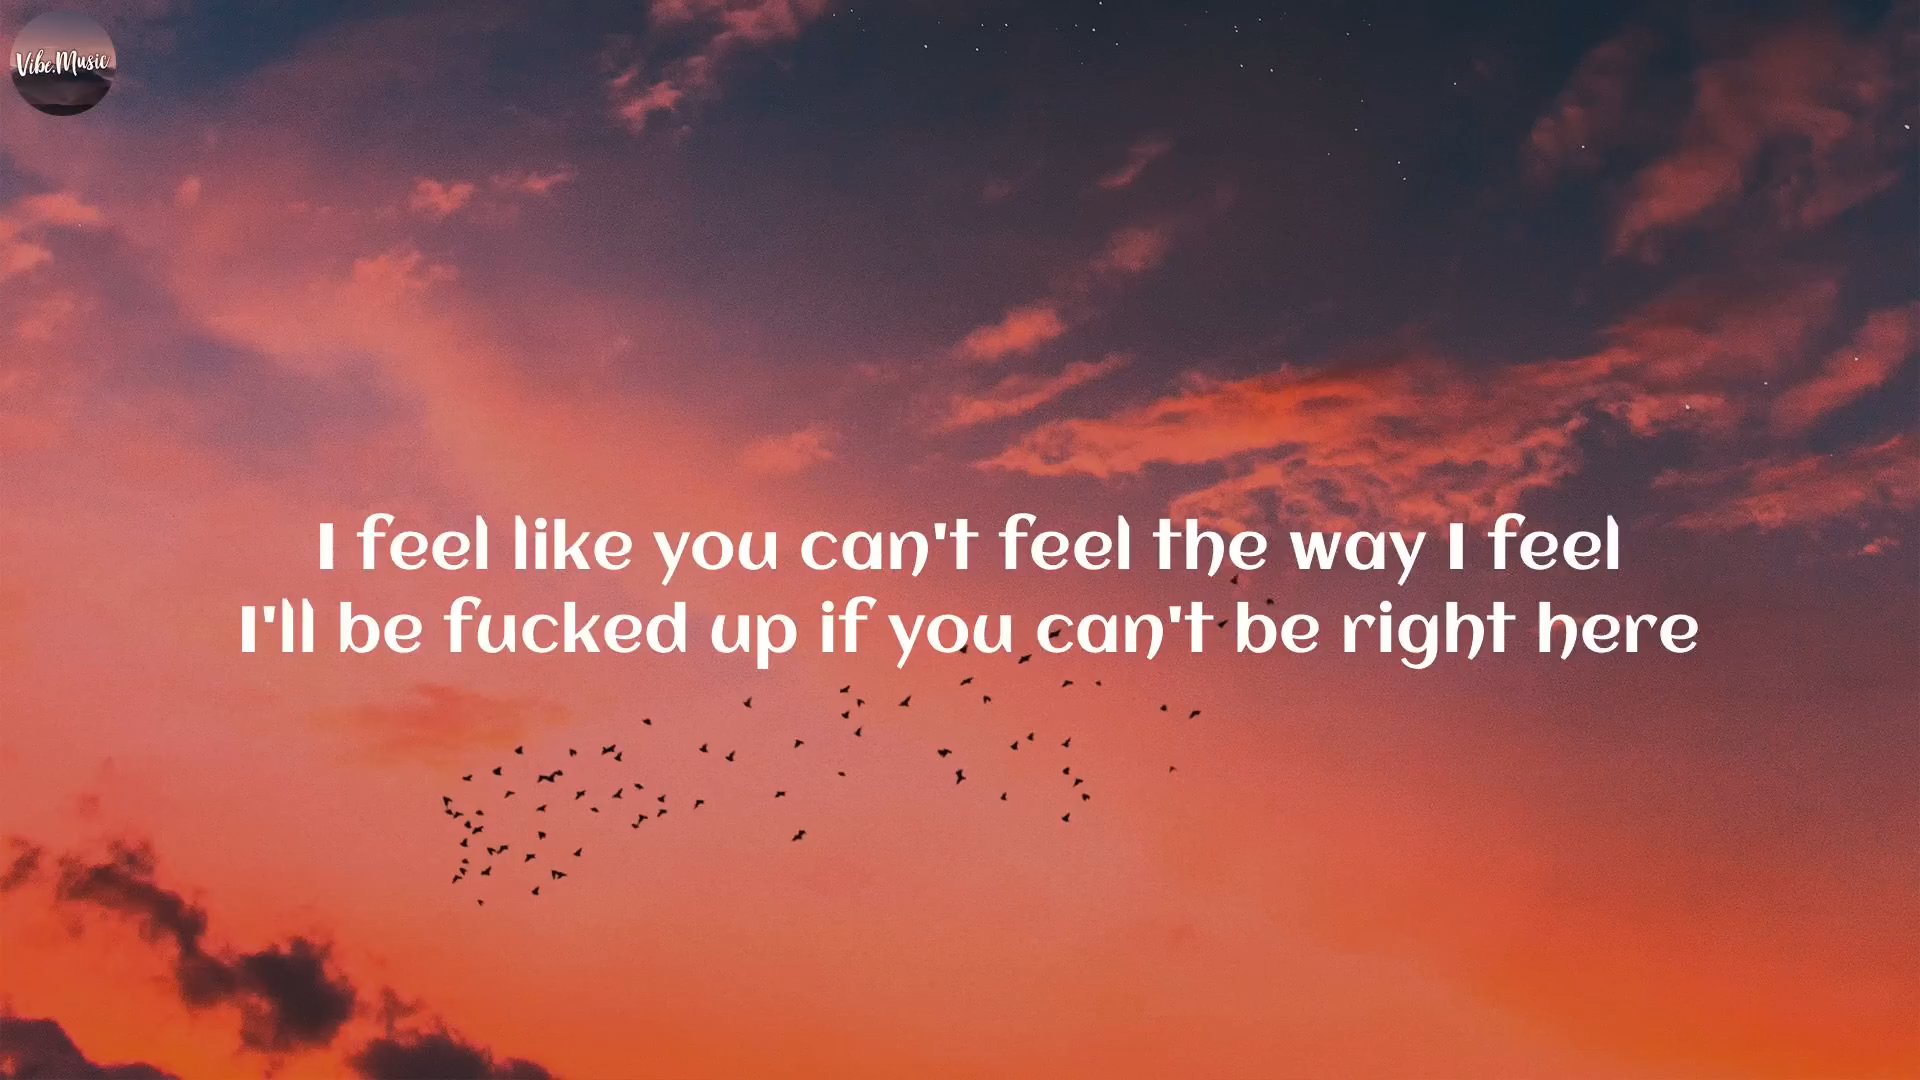 Vibe.Music
I feel like you can't feel the way I feel
I'll be fucked up if you can't be right here